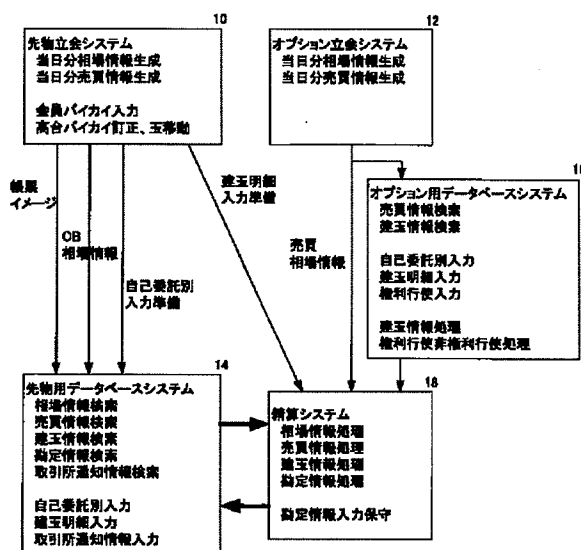 10
先物立会システム
当日分相場情報生成
当日分売買情報生成
会員バイカイ入力
高台バイカイ訂正、玉移動
12
オプション立会システム
当日分相場情報生成
当日分売買情報生成
帳票
イメージ
OB
相場情報
自己委託別
入力準備
建玉明細
入力準備
売買
相場情報
16
オプション用データベースシステム
売買情報検索
建玉情報検索
自己委託別入力
建玉明細入力
権利行使入力
建玉情報処理
権利行使非権利行使処理
14
先物用データベースシステム
相場情報検索
売買情報検索
建玉情報検索
勘定情報検索
取引所通知情報検索
自己委託別入力
建玉明細入力
取引所通知情報入力
18
精算システム
相場情報処理
売買情報処理
建玉情報処理
勘定情報処理
勘定情報入力保守